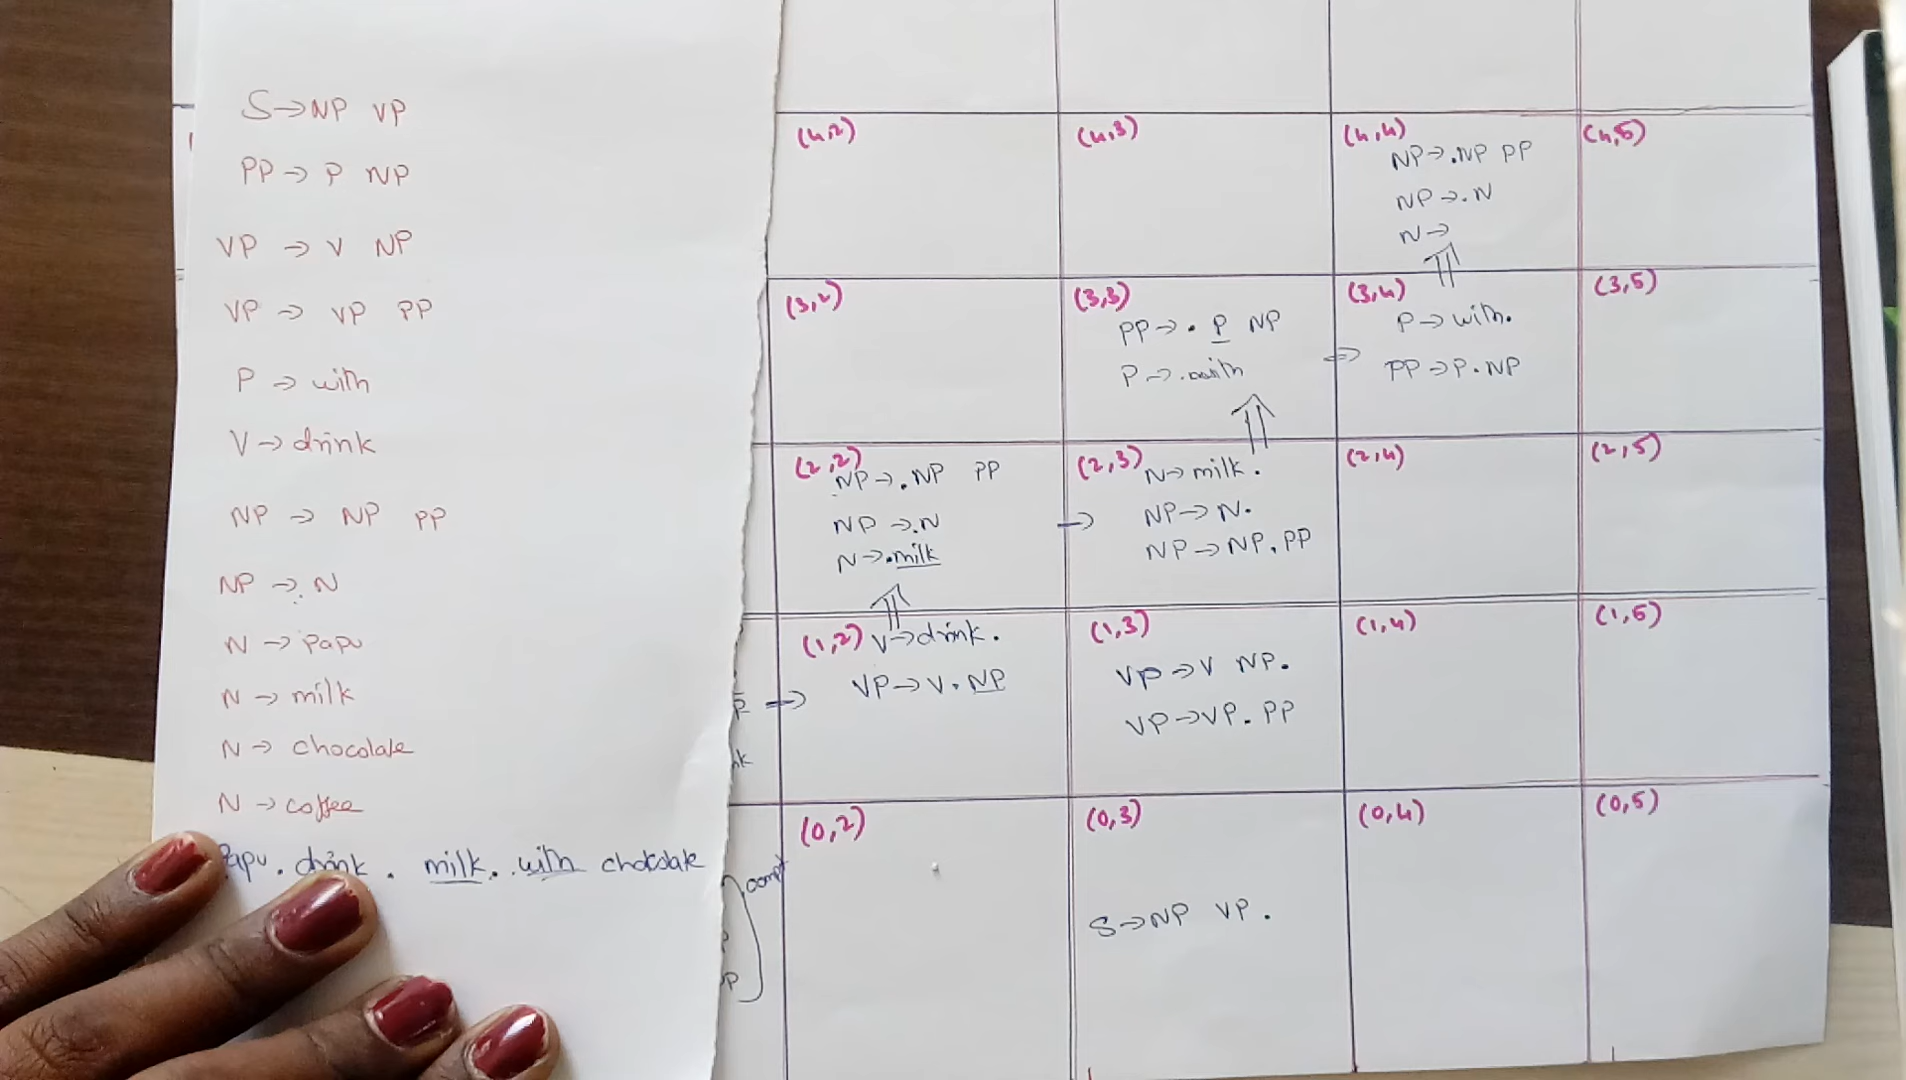 S→NP VP
PP→ P NP
VP → V NP
VP → VP PP
P → with
V→ drink
NP → NP PP
NP →. N
N → papu
N → milk
N → chocolate
N → coffee
Papu . drink . milk. .with chocolate
(4,2)
(4,3)
(4,4)
NP→.NP PP
NP→.N
N→
(4,5)
(3,2)
(3,3)
PP→. P NP
P→.with
(3,4)
P→with.
PP→P.NP
(3,5)
(2,2)
NP→.NP PP
NP→.N
N→.milk
(2,3)
N→milk.
NP→N.
NP→NP.PP
(2,4)
(2,5)
(1,2) V→drink.
VP→V.NP
(1,3)
VP→V NP.
VP→VP.PP
(1,4)
(1,5)
(0,2)
(0,3)
S→NP VP.
(0,4)
(0,5)